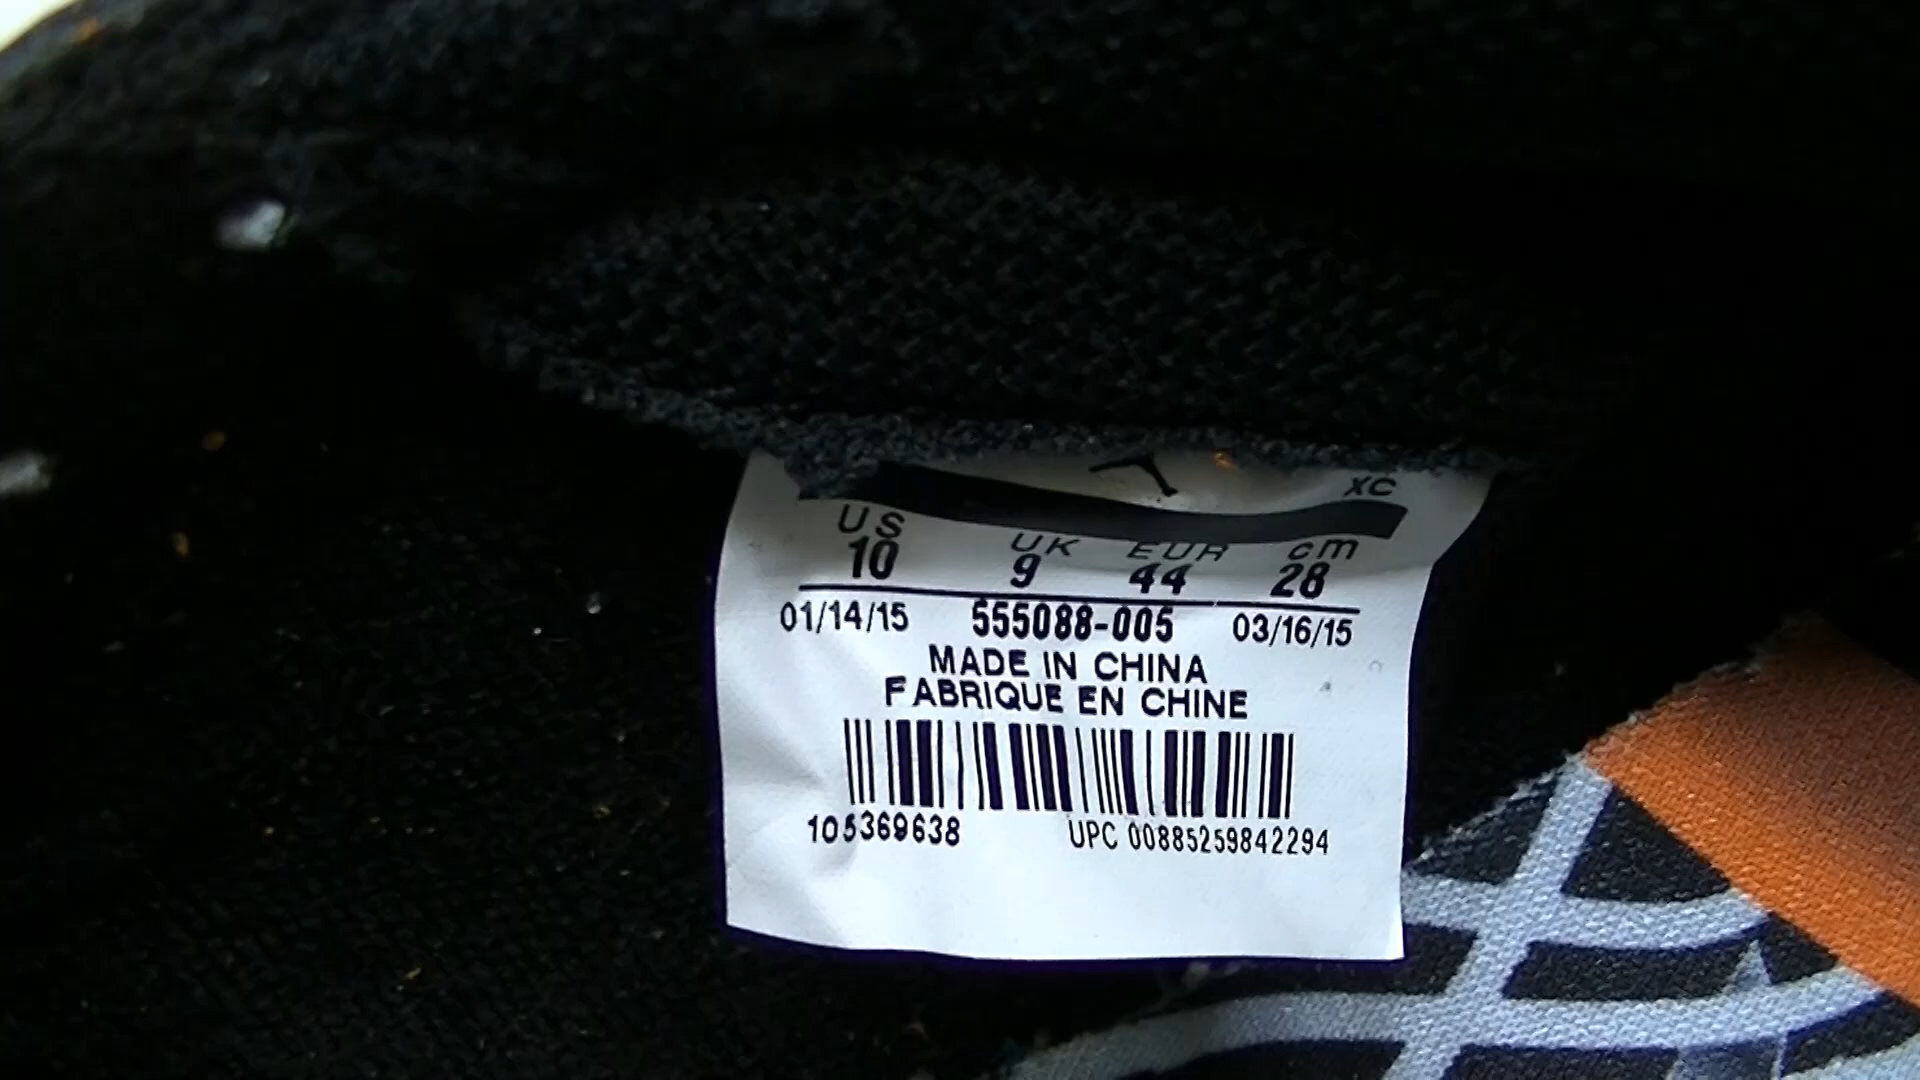 XC
US UK EUR cm
10 9 44 28
01/14/15 555088-005 03/16/15
MADE IN CHINA
FABRIQUE EN CHINE
105369638 UPC 00885259842294